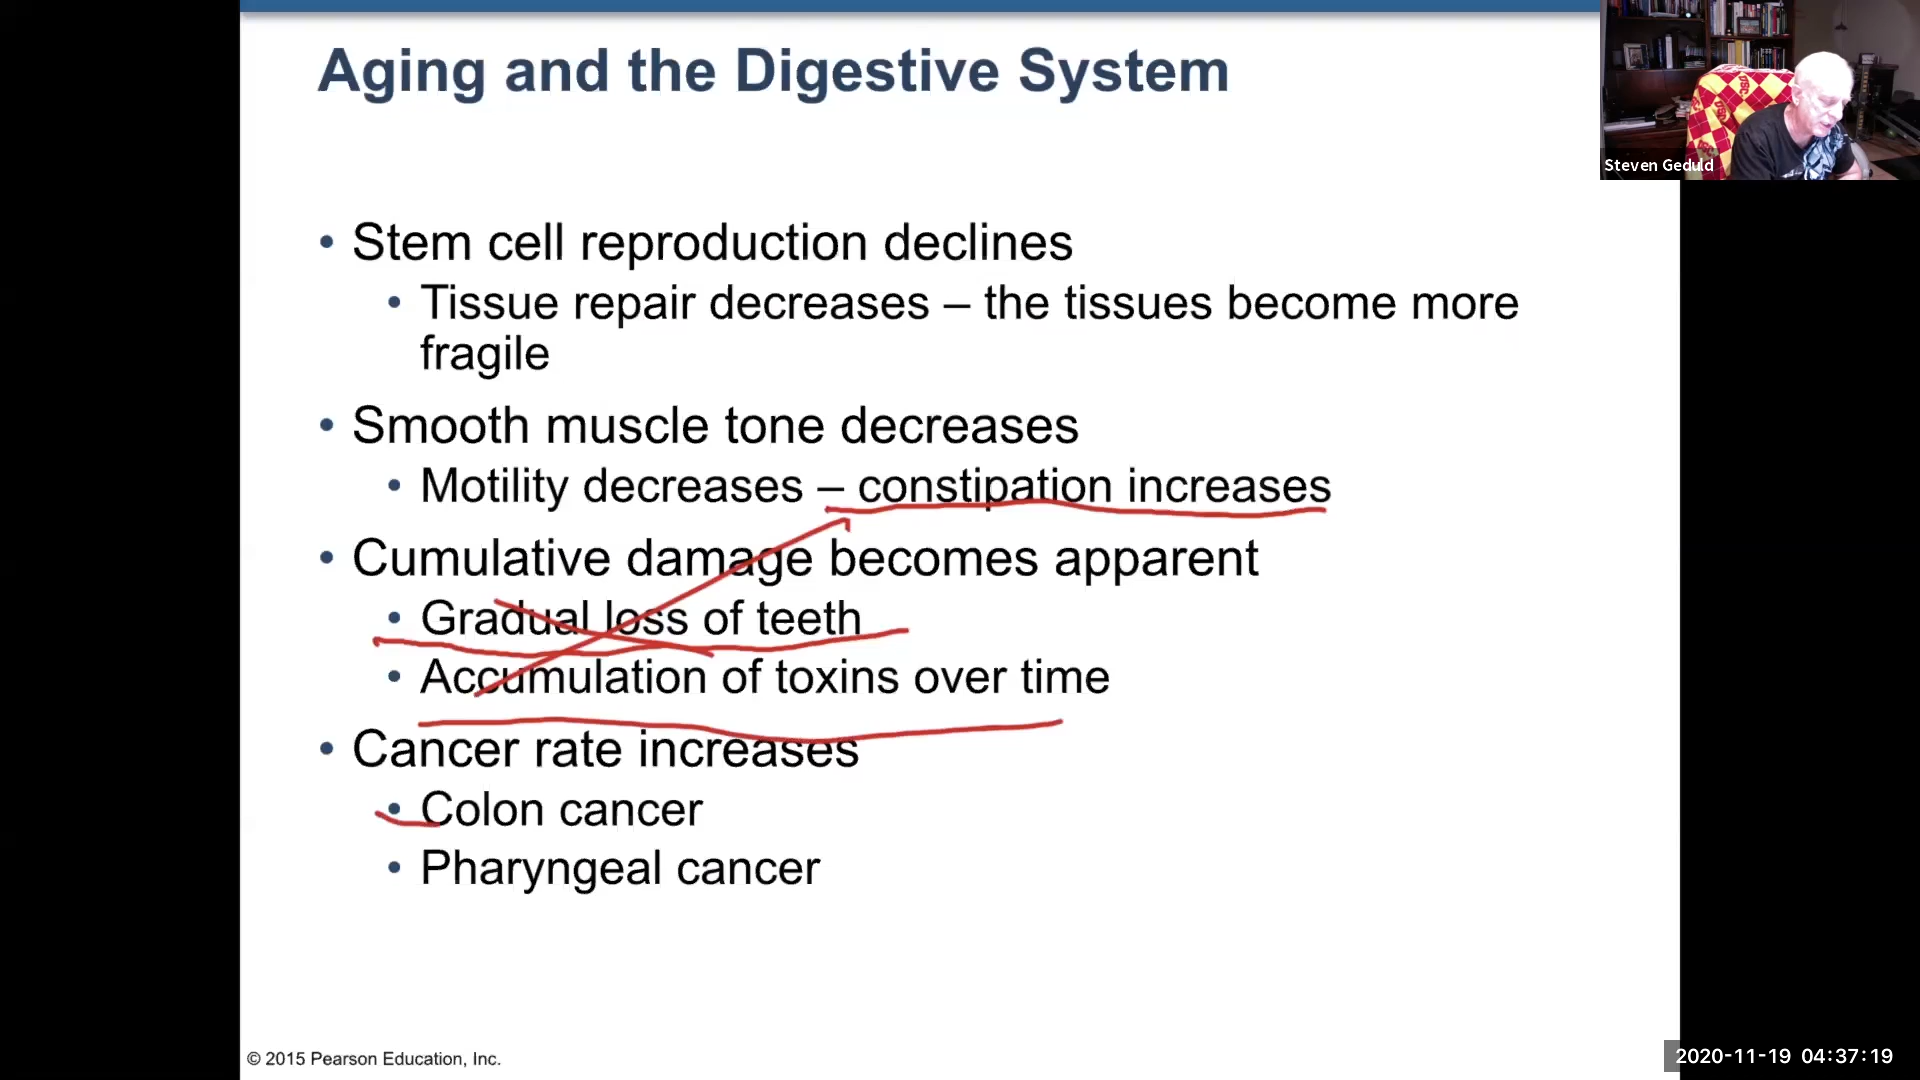 Aging and the Digestive System
Steven Geduld
• Stem cell reproduction declines
• Tissue repair decreases – the tissues become more
fragile
• Smooth muscle tone decreases
• Motility decreases – constipation increases
• Cumulative damage becomes apparent
• Gradual loss of teeth
• Accumulation of toxins over time
• Cancer rate increases
• Colon cancer
• Pharyngeal cancer
© 2015 Pearson Education, Inc.
2020-11-19 04:37:19